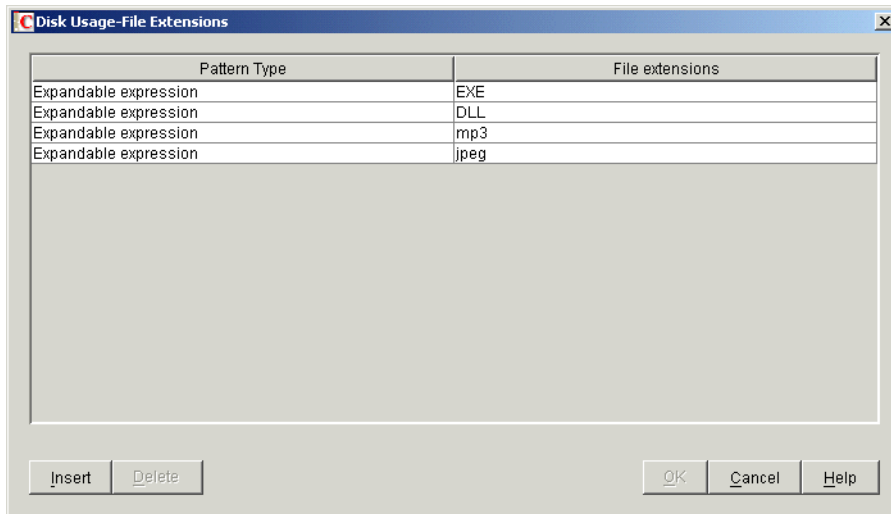 Disk Usage-File Extensions
Pattern Type File extensions
Expandable expression EXE
Expandable expression DLL
Expandable expression mp3
Expandable expression jpeg
Insert Delete OK Cancel Help